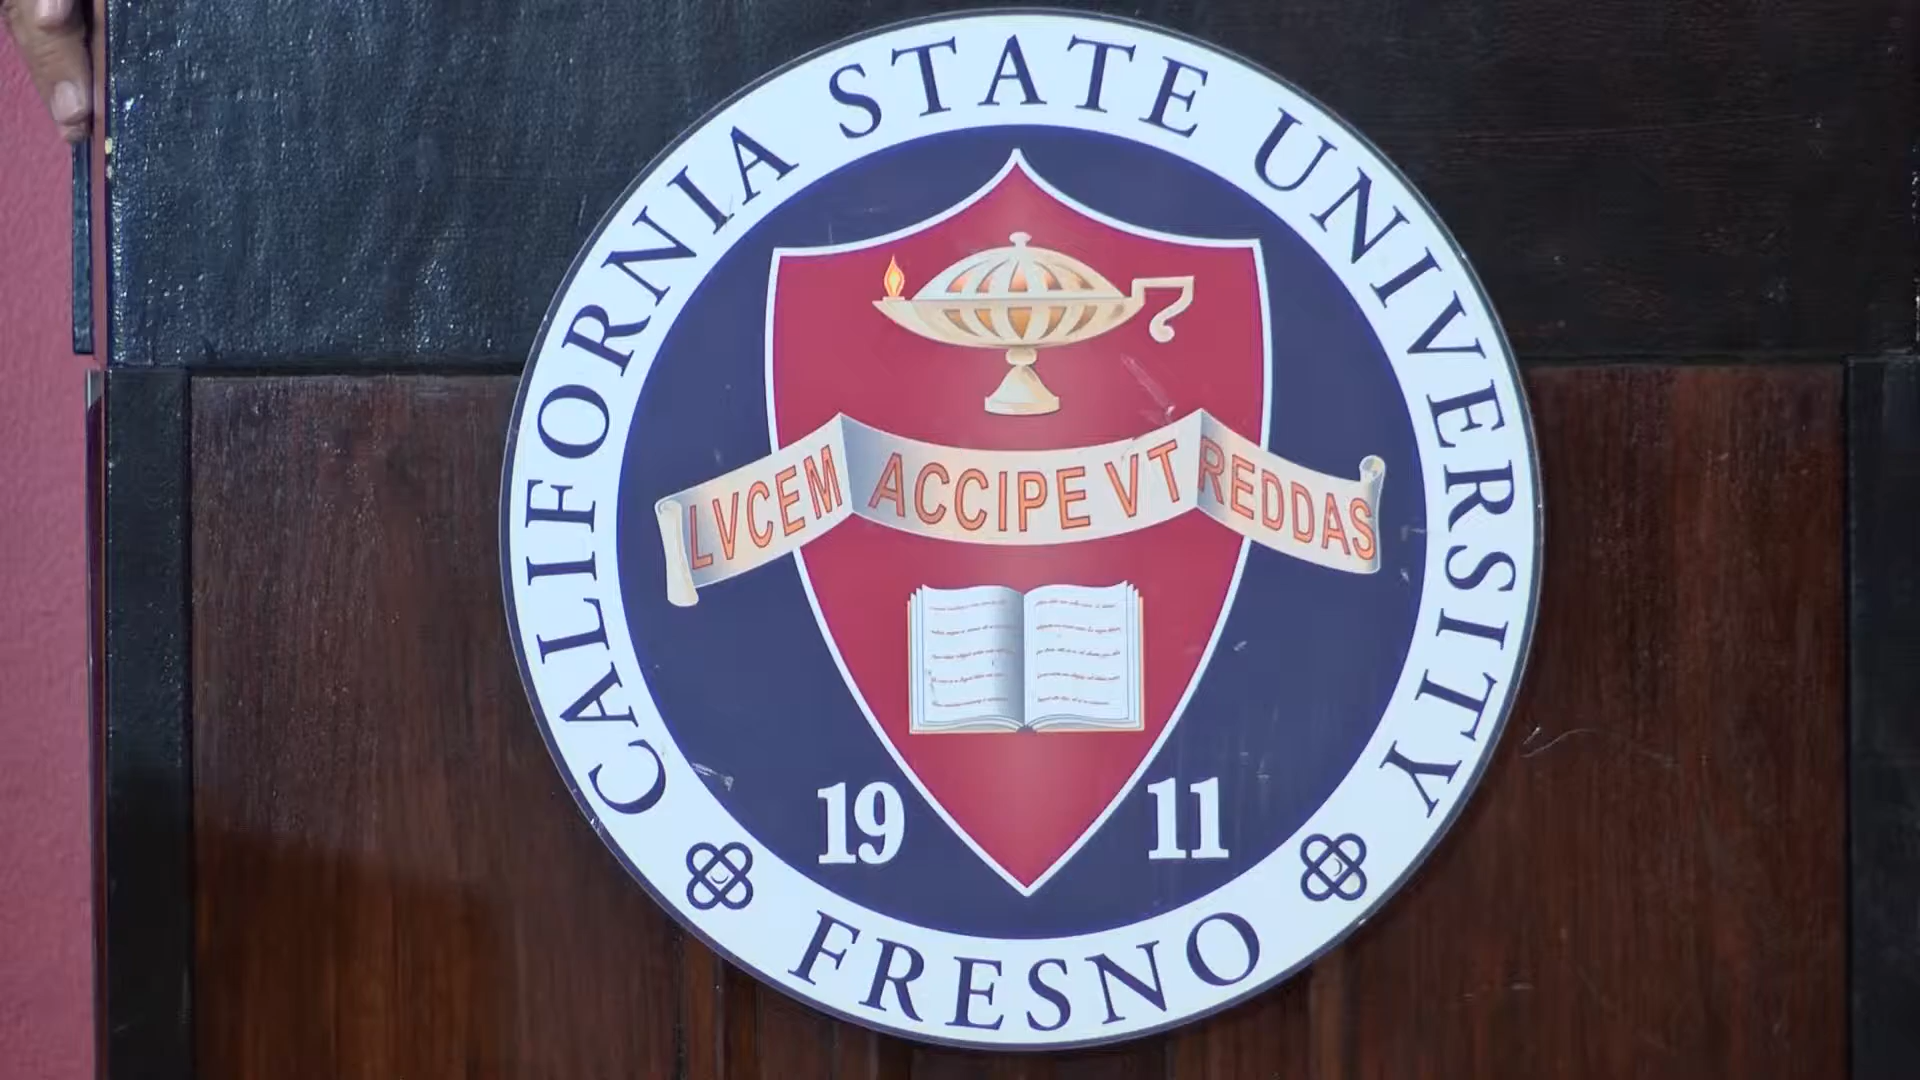 CALIFORNIA STATE UNIVERSITY
LVCEM ACCIPE VT REDDAS
19 11
FRESNO